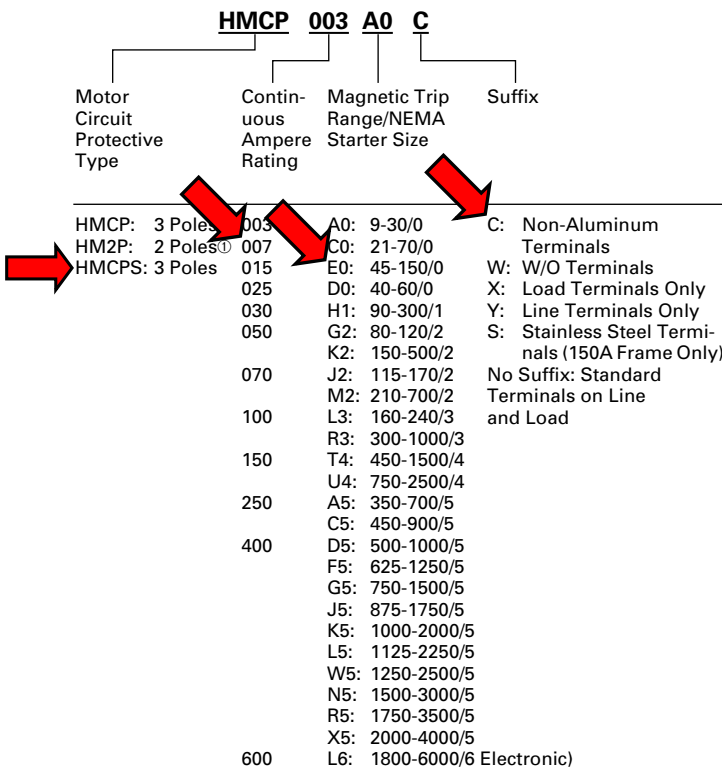 HMCP 003 A0 C
Motor Circuit Protective Type
Contin-uous Ampere Rating
Magnetic Trip Range/NEMA Starter Size
Suffix
HMCP: 3 Poles 003 A0: 9-30/0 C: Non-Aluminum
HM2P: 2 Poles① 007 C0: 21-70/0 Terminals
HMCPS: 3 Poles 015 E0: 45-150/0 W: W/O Terminals
025 D0: 40-60/0 X: Load Terminals Only
030 H1: 90-300/1 Y: Line Terminals Only
050 G2: 80-120/2 S: Stainless Steel Termi-
K2: 150-500/2 nals (150A Frame Only)
070 J2: 115-170/2 No Suffix: Standard
M2: 210-700/2 Terminals on Line
100 L3: 160-240/3 and Load
R3: 300-1000/3
150 T4: 450-1500/4
U4: 750-2500/4
250 A5: 350-700/5
C5: 450-900/5
400 D5: 500-1000/5
F5: 625-1250/5
G5: 750-1500/5
J5: 875-1750/5
K5: 1000-2000/5
L5: 1125-2250/5
W5: 1250-2500/5
N5: 1500-3000/5
R5: 1750-3500/5
X5: 2000-4000/5
600 L6: 1800-6000/6 Electronic)